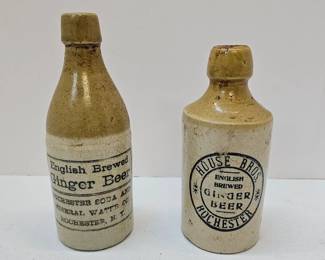 English Brewed
Ginger Beer
ROCHESTER SODA AND
MINERAL WATER CO.
ROCHESTER, N.Y.
HOUSE BROS.
ENGLISH
BREWED
GINGER
BEER
ROCHESTER